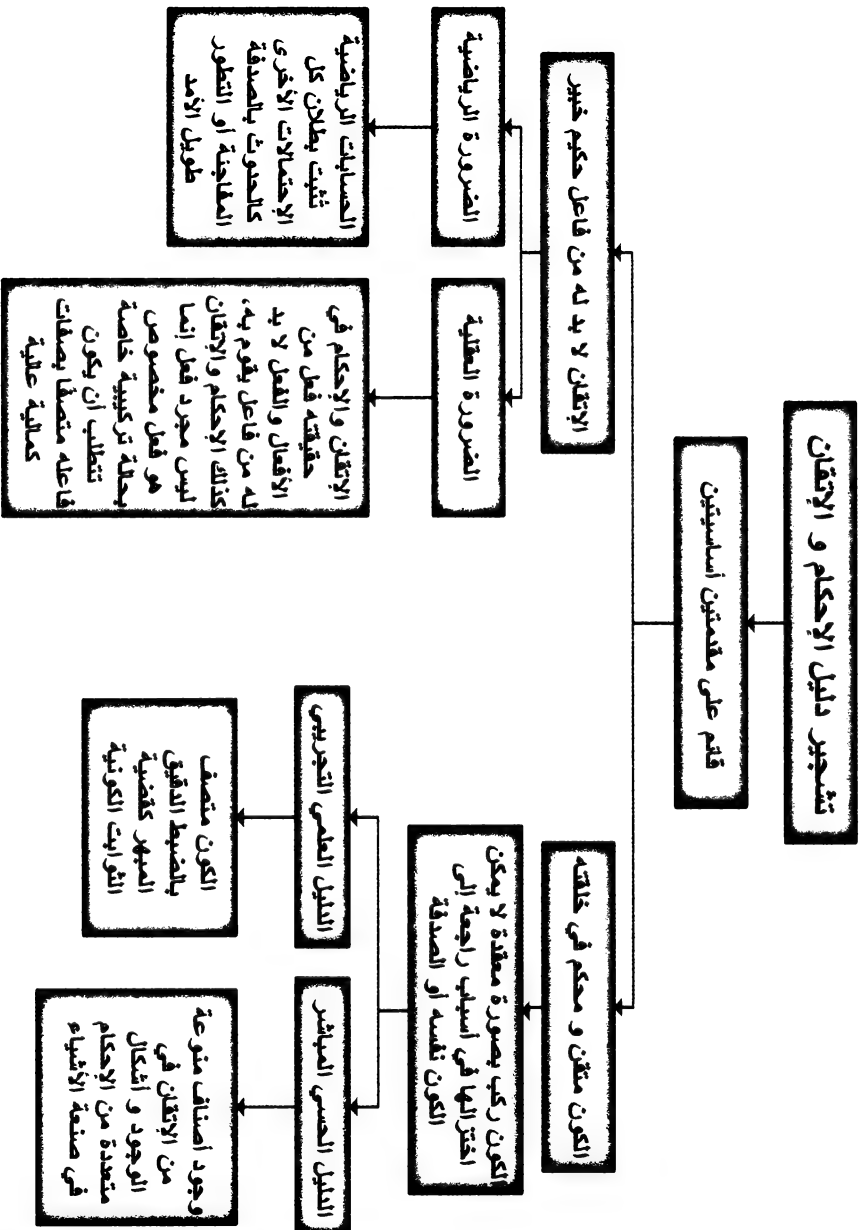 تشجير دليل الإحكام و الإتقان
قائم على مقدمتين أساسيتين
الكون متقن و محكم في خلقته
الكون ركب بصورة معقدة لا يمكن
اختزالها في أسباب راجعة إلى
الكون نفسه أو الصدفة
الدليل الحسي المباشر
وجود أصناف منوعة
من الإتقان في
الوجود و أشكال
متعددة من الإحكام
في صنعة الأشياء
الدليل العلمي التجريبي
الكون متصف
بالضبط الدقيق
المبهر كقضية
الثوابت الكونية
الإتقان لا بد له من فاعل حكيم خبير
الضرورة العقلية
الإتقان والإحكام في
حقيقته فعل من
الأفعال والفعل لا بد
له من فاعل يقوم به،
كذلك الإحكام والإتقان
ليس مجرد فعل إنما
هو فعل مخصوص
بحالة تركيبية خاصة
تتطلب أن يكون
فاعله متصفا بصفات
كمالية عالية
الضرورة الرياضية
الحسابات الرياضية
تثبت بطلان كل
الإحتمالات الأخرى
كالحدوث بالصدفة
المفاجئة أو التطور
طويل الأمد